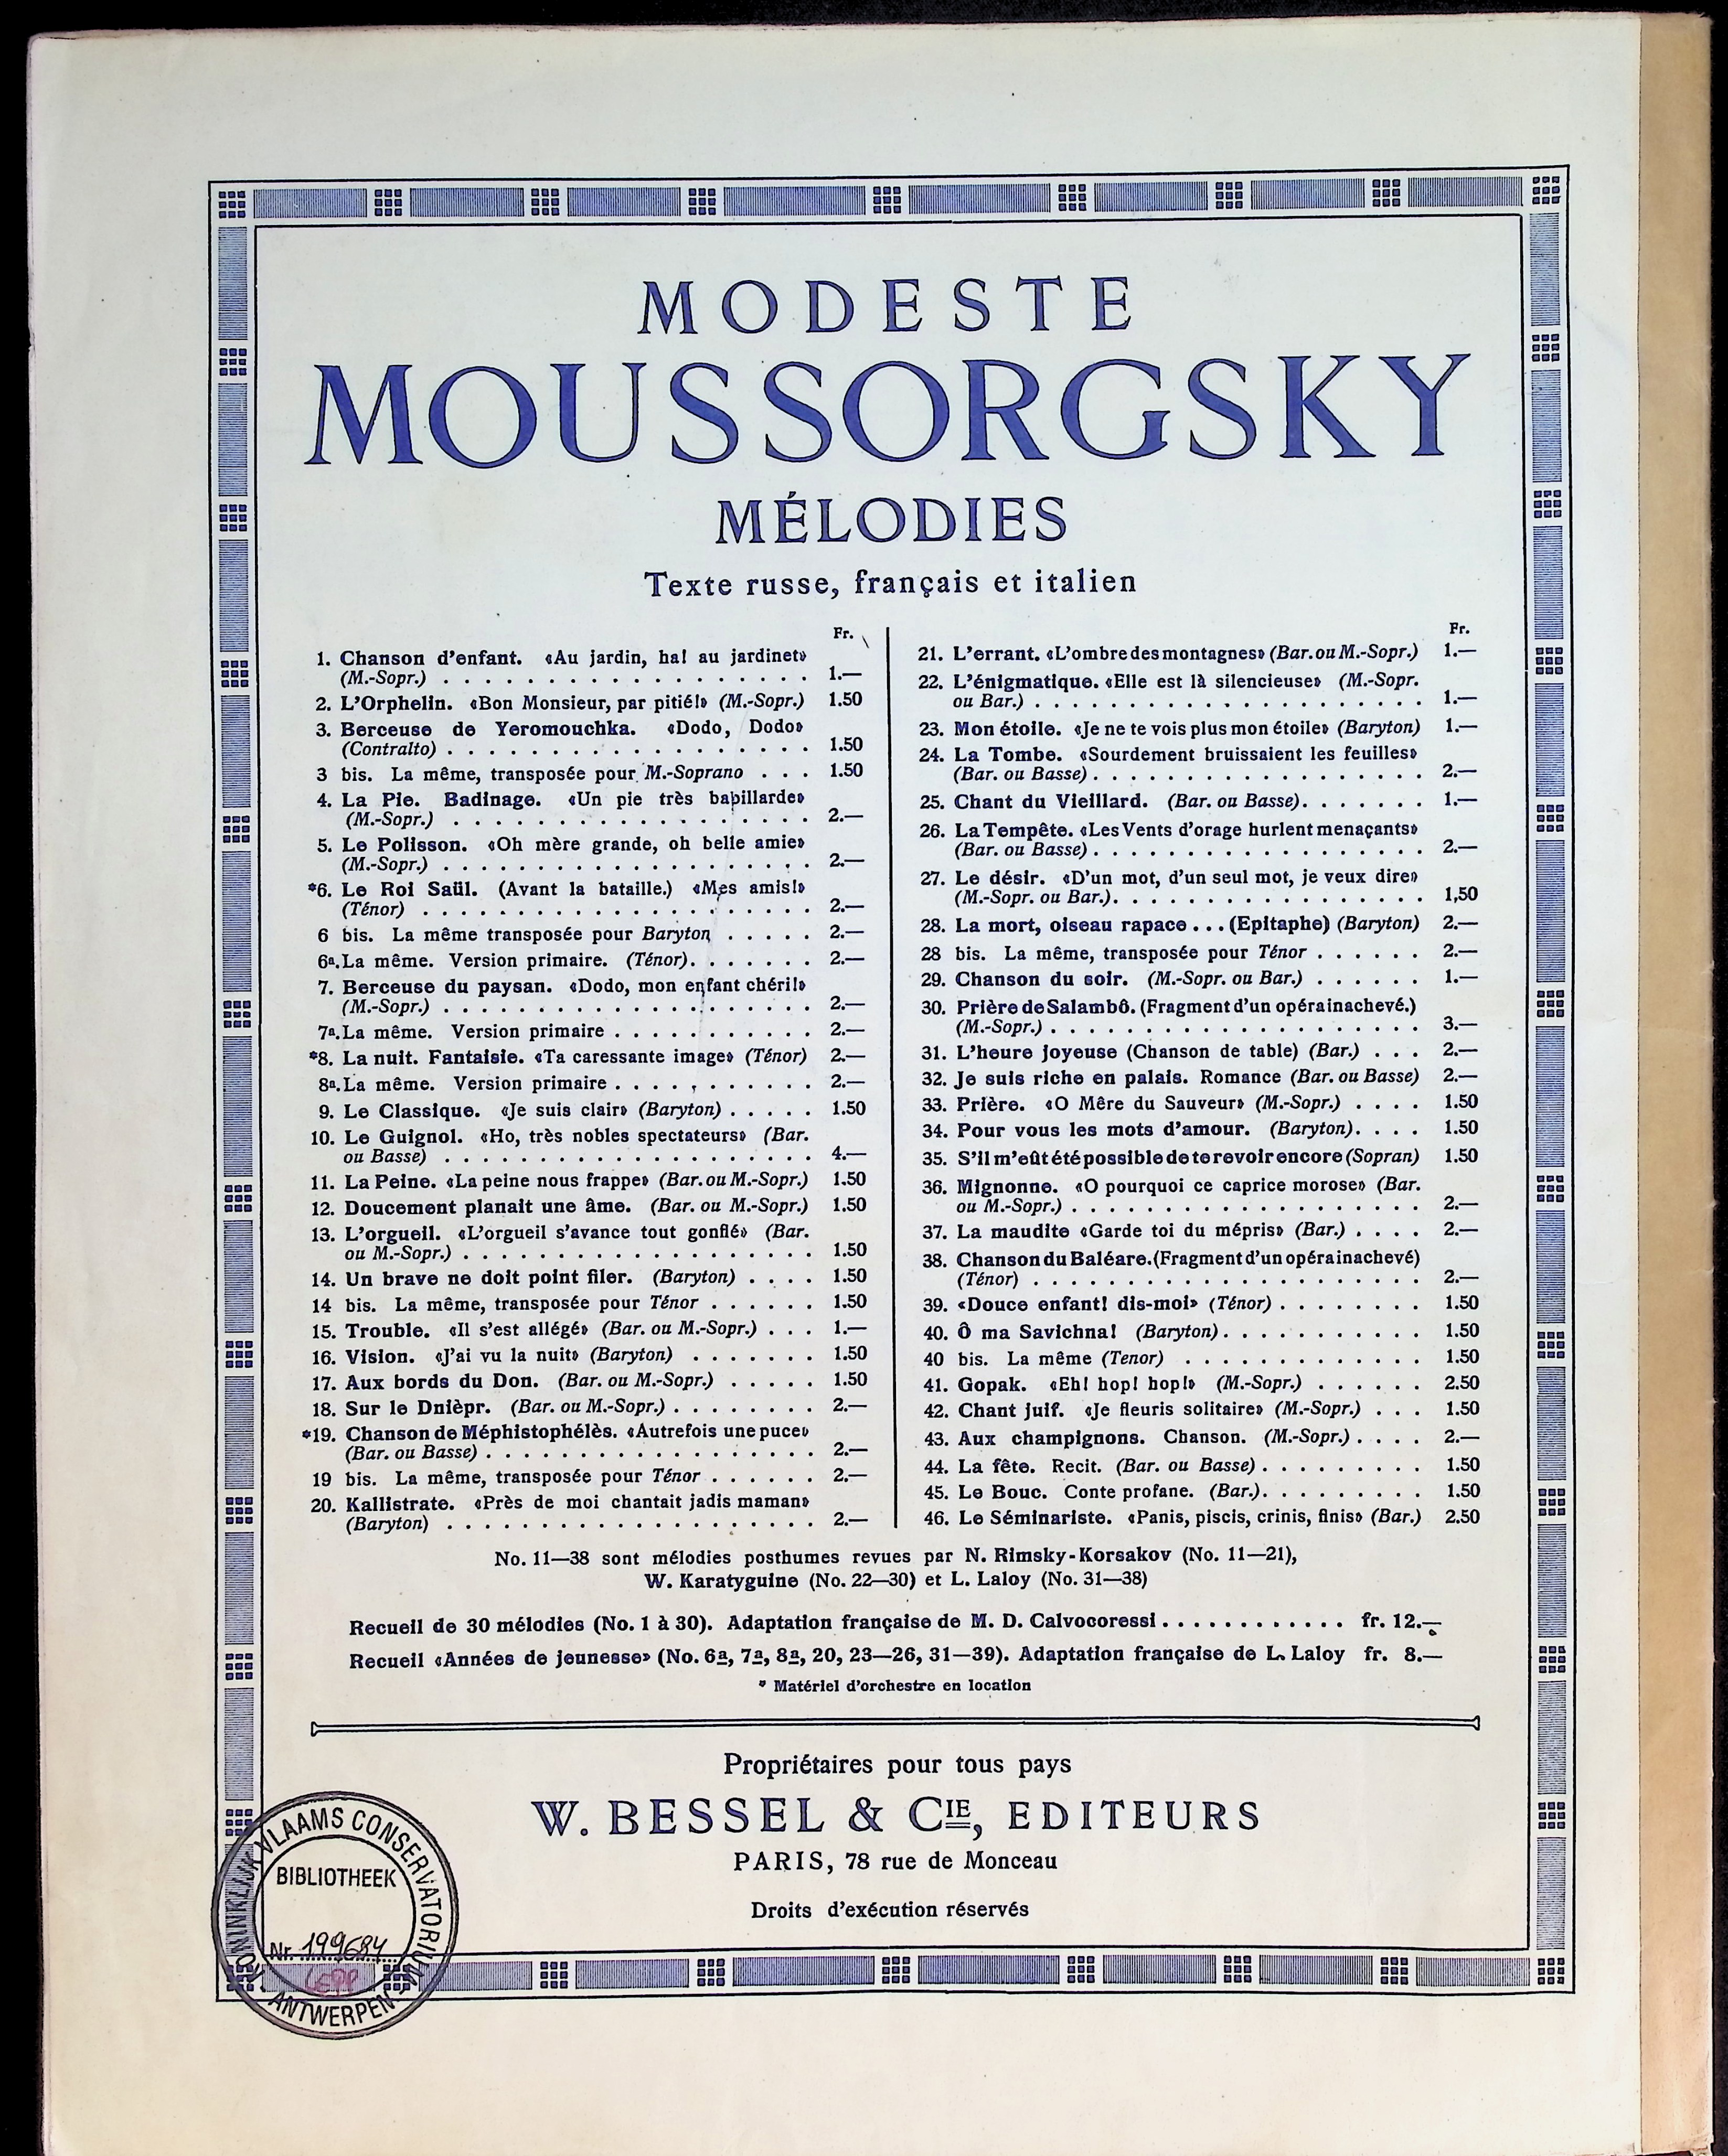 MODESTE
MOUSSORGSKY
MÉLODIES
Texte russe, français et italien
Fr.
1. Chanson d'enfant. «Au jardin, ha! au jardinet»
(M.-Sopr.) . . . . . . . . . . . . . . . . . . 1.—
2. L'Orphelin. «Bon Monsieur, par pitié!» (M.-Sopr.) 1.50
3. Berceuse de Yeromouchka. «Dodo, Dodo»
(Contralto) . . . . . . . . . . . . . . . . . . 1.50
3 bis. La même, transposée pour M.-Soprano . . . 1.50
4. La Pie. Badinage. «Un pie très babillarde»
(M.-Sopr.) . . . . . . . . . . . . . . . . . . 2.—
5. Le Polisson. «Oh mère grande, oh belle amie»
(M.-Sopr.) . . . . . . . . . . . . . . . . . . 2.—
*6. Le Roi Saül. (Avant la bataille.) «Mes amis!»
(Ténor) . . . . . . . . . . . . . . . . . . . 2.—
6 bis. La même transposée pour Baryton . . . . . 2.—
6a. La même. Version primaire. (Ténor). . . . . . . 2.—
7. Berceuse du paysan. «Dodo, mon enfant chéri!»
(M.-Sopr.) . . . . . . . . . . . . . . . . . . 2.—
7a. La même. Version primaire . . . . . . . . . . 2.—
*8. La nuit. Fantaisie. «Ta caressante image» (Ténor) 2.—
8a. La même. Version primaire . . . . . . . . . . 2.—
9. Le Classique. «Je suis clair» (Baryton) . . . . . 1.50
10. Le Guignol. «Ho, très nobles spectateurs» (Bar.
ou Basse) . . . . . . . . . . . . . . . . . . 4.—
11. La Peine. «La peine nous frappe» (Bar. ou M.-Sopr.) 1.50
12. Doucement planait une âme. (Bar. ou M.-Sopr.) 1.50
13. L'orgueil. «L'orgueil s'avance tout gonflé» (Bar.
ou M.-Sopr.) . . . . . . . . . . . . . . . . . 1.50
14. Un brave ne doit point filer. (Baryton) . . . . 1.50
14 bis. La même, transposée pour Ténor . . . . . . 1.50
15. Trouble. «Il s'est allégé» (Bar. ou M.-Sopr.) . . . 1.—
16. Vision. «J'ai vu la nuit» (Baryton) . . . . . . . 1.50
17. Aux bords du Don. (Bar. ou M.-Sopr.) . . . . . 1.50
18. Sur le Dnièpr. (Bar. ou M.-Sopr.) . . . . . . . . 2.—
*19. Chanson de Méphistophélès. «Autrefois une puce»
(Bar. ou Basse) . . . . . . . . . . . . . . . . 2.—
19 bis. La même, transposée pour Ténor . . . . . . 2.—
20. Kallistrate. «Près de moi chantait jadis maman»
(Baryton) . . . . . . . . . . . . . . . . . . 2.—
Fr.
21. L'errant. «L'ombre des montagnes» (Bar. ou M.-Sopr.) 1.—
22. L'énigmatique. «Elle est là silencieuse» (M.-Sopr.
ou Bar.) . . . . . . . . . . . . . . . . . . . 1.—
23. Mon étoile. «Je ne te vois plus mon étoile» (Baryton) 1.—
24. La Tombe. «Sourdement bruissaient les feuilles»
(Bar. ou Basse) . . . . . . . . . . . . . . . . 2.—
25. Chant du Vieillard. (Bar. ou Basse). . . . . . . 1.—
26. La Tempête. «Les Vents d'orage hurlent menaçants»
(Bar. ou Basse) . . . . . . . . . . . . . . . . 2.—
27. Le désir. «D'un mot, d'un seul mot, je veux dire»
(M.-Sopr. ou Bar.). . . . . . . . . . . . . . . 1,50
28. La mort, oiseau rapace . . . (Epitaphe) (Baryton) 2.—
28 bis. La même, transposée pour Ténor . . . . . . 2.—
29. Chanson du soir. (M.-Sopr. ou Bar.) . . . . . . 1.—
30. Prière de Salambô. (Fragment d'un opéra inachevé.)
(M.-Sopr.) . . . . . . . . . . . . . . . . . . 3.—
31. L'heure joyeuse (Chanson de table) (Bar.) . . . 2.—
32. Je suis riche en palais. Romance (Bar. ou Basse) 2.—
33. Prière. «O Mêre du Sauveur» (M.-Sopr.) . . . . 1.50
34. Pour vous les mots d'amour. (Baryton). . . . 1.50
35. S'il m'eût été possible de te revoir encore (Sopran) 1.50
36. Mignonne. «O pourquoi ce caprice morose» (Bar.
ou M.-Sopr.) . . . . . . . . . . . . . . . . . 2.—
37. La maudite «Garde toi du mépris» (Bar.) . . . . 2.—
38. Chanson du Baléare. (Fragment d'un opéra inachevé)
(Ténor) . . . . . . . . . . . . . . . . . . . 2.—
39. «Douce enfant! dis-moi» (Ténor) . . . . . . . . 1.50
40. Ô ma Savichna! (Baryton). . . . . . . . . . . 1.50
40 bis. La même (Tenor) . . . . . . . . . . . . . 1.50
41. Gopak. «Eh! hop! hop!» (M.-Sopr.) . . . . . . 2.50
42. Chant juif. «Je fleuris solitaire» (M.-Sopr.) . . . 1.50
43. Aux champignons. Chanson. (M.-Sopr.) . . . . 2.—
44. La fête. Recit. (Bar. ou Basse) . . . . . . . . . 1.50
45. Le Bouc. Conte profane. (Bar.). . . . . . . . . 1.50
46. Le Séminariste. «Panis, piscis, crinis, finis» (Bar.) 2.50
No. 11—38 sont mélodies posthumes revues par N. Rimsky-Korsakov (No. 11—21),
W. Karatyguine (No. 22—30) et L. Laloy (No. 31—38)
Recueil de 30 mélodies (No. 1 à 30). Adaptation française de M. D. Calvocoressi . . . . . . . . . . . . fr. 12.—
Recueil «Années de jeunesse» (No. 6a, 7a, 8a, 20, 23—26, 31—39). Adaptation française de L. Laloy fr. 8.—
* Matériel d'orchestre en location
Propriétaires pour tous pays
W. BESSEL & CIE, EDITEURS
PARIS, 78 rue de Monceau
Droits d'exécution réservés
KONINKLIJK VLAAMS CONSERVATORIUM
BIBLIOTHEEK
Nr. 199684
ANTWERPEN